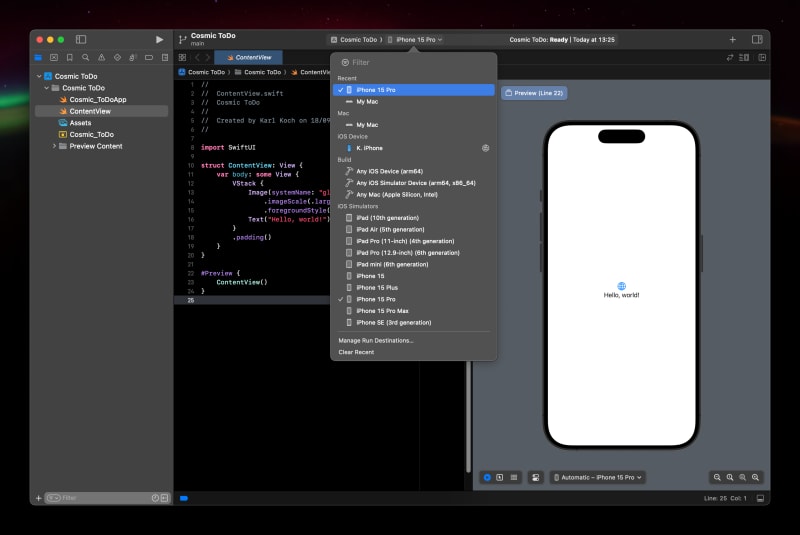 Cosmic ToDo
main
Cosmic ToDo
iPhone 15 Pro
Cosmic ToDo: Ready | Today at 13:25
ContentView
Cosmic ToDo
Cosmic ToDo
Cosmic_ToDoApp
ContentView
Assets
Cosmic_ToDo
Preview Content
Filter
Cosmic ToDo
Cosmic ToDo
1 //
2 // ContentView.swift
3 // Cosmic ToDo
4 //
5 // Created by Karl Koch on 18/09
6 //
7
8 import SwiftUI
9
10 struct ContentView: View {
11 var body: some View {
12 VStack {
13 Image(systemName: "gl
14 .imageScale(.larg
15 .foregroundStyle(
16 Text("Hello, world!")
17 }
18 .padding()
19 }
20 }
21
22 #Preview {
23 ContentView()
24 }
25
Filter
Recent
iPhone 15 Pro
My Mac
Mac
My Mac
iOS Device
K. iPhone
Build
Any iOS Device (arm64)
Any iOS Simulator Device (arm64, x86_64)
Any Mac (Apple Silicon, Intel)
iOS Simulators
iPad (10th generation)
iPad Air (5th generation)
iPad Pro (11-inch) (4th generation)
iPad Pro (12.9-inch) (6th generation)
iPad mini (6th generation)
iPhone 15
iPhone 15 Plus
iPhone 15 Pro
iPhone 15 Pro Max
iPhone SE (3rd generation)
Manage Run Destinations...
Clear Recent
Preview (Line 22)
Hello, world!
Automatic – iPhone 15 Pro
Line: 25 Col: 1